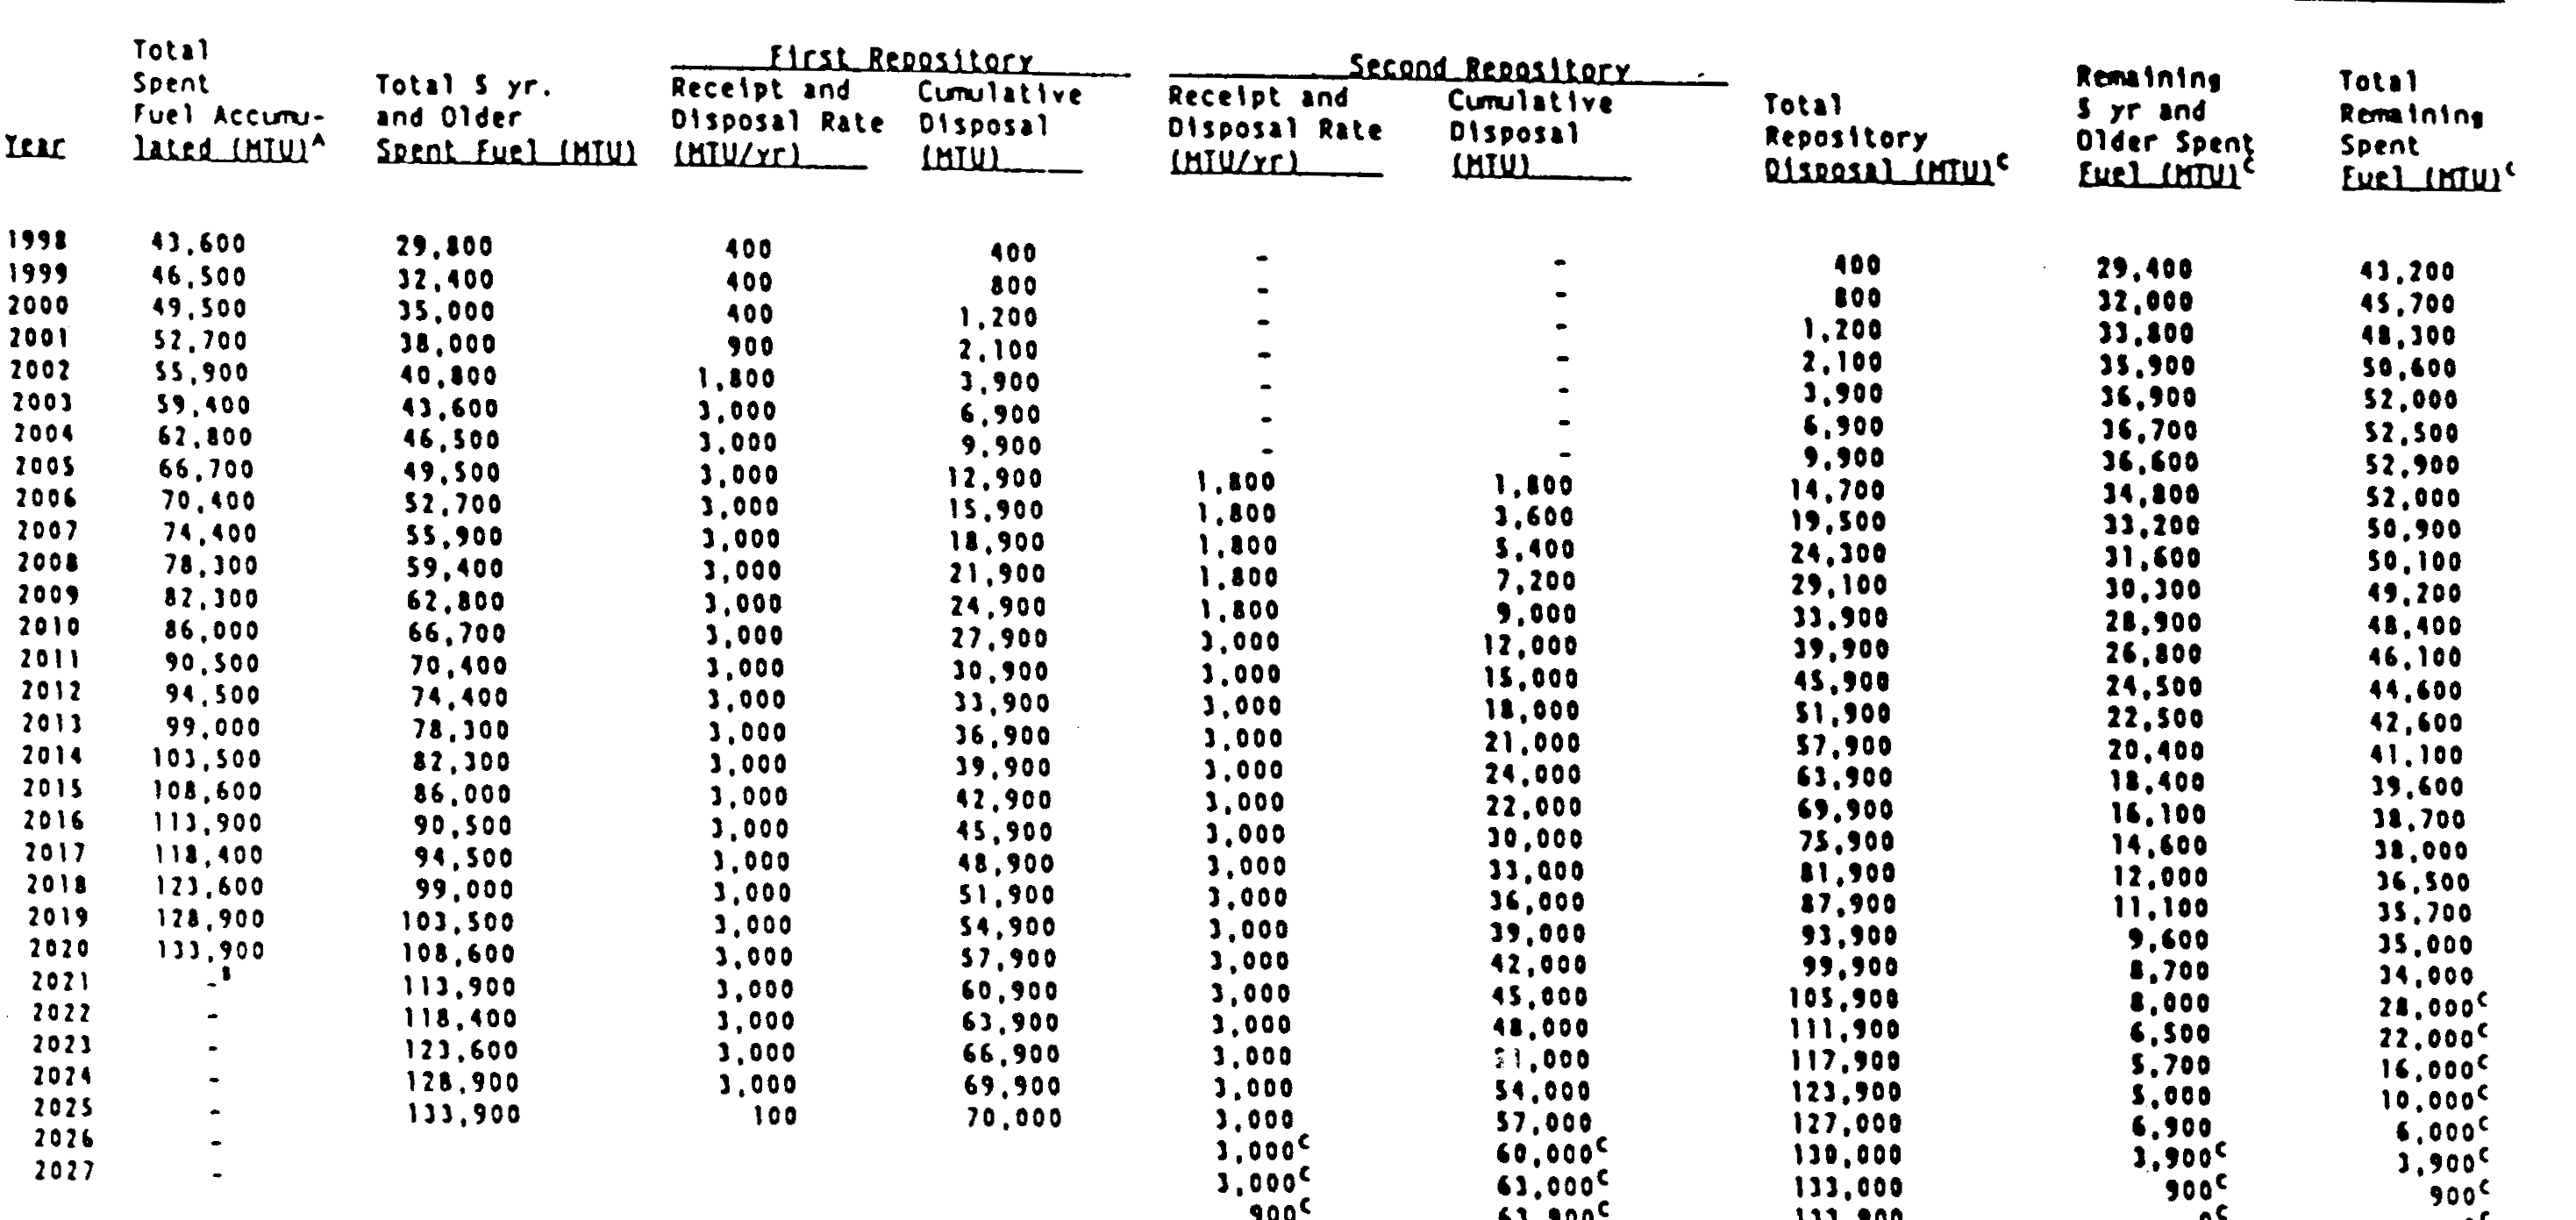 First Repository Second Repository
Total Spent Fuel Accumu-lated (MTU)A
Year
Total 5 yr. and Older Spent Fuel (MTU)
Receipt and Disposal Rate (MTU/yr)
Cumulative Disposal (MTU)
Receipt and Disposal Rate (MTU/yr)
Cumulative Disposal (MTU)
Total Repository Disposal (MTU)C
Remaining 5 yr and Older Spent Fuel (MTU)C
Total Remaining Spent Fuel (MTU)C
1998 43,600 29,800 400 400 - - 400 29,400 43,200
1999 46,500 32,400 400 800 - - 800 32,000 45,700
2000 49,500 35,000 400 1,200 - - 1,200 33,800 48,300
2001 52,700 38,000 900 2,100 - - 2,100 35,900 50,600
2002 55,900 40,800 1,800 3,900 - - 3,900 36,900 52,000
2003 59,400 43,600 3,000 6,900 - - 6,900 36,700 52,500
2004 62,800 46,500 3,000 9,900 - - 9,900 36,600 52,900
2005 66,700 49,500 3,000 12,900 1,800 1,800 14,700 34,800 52,000
2006 70,400 52,700 3,000 15,900 1,800 3,600 19,500 33,200 50,900
2007 74,400 55,900 3,000 18,900 1,800 5,400 24,300 31,600 50,100
2008 78,300 59,400 3,000 21,900 1,800 7,200 29,100 30,300 49,200
2009 82,300 62,800 3,000 24,900 1,800 9,000 33,900 28,900 48,400
2010 86,000 66,700 3,000 27,900 3,000 12,000 39,900 26,800 46,100
2011 90,500 70,400 3,000 30,900 3,000 15,000 45,900 24,500 44,600
2012 94,500 74,400 3,000 33,900 3,000 18,000 51,900 22,500 42,600
2013 99,000 78,300 3,000 36,900 3,000 21,000 57,900 20,400 41,100
2014 103,500 82,300 3,000 39,900 3,000 24,000 63,900 18,400 39,600
2015 108,600 86,000 3,000 42,900 3,000 22,000 69,900 16,100 38,700
2016 113,900 90,500 3,000 45,900 3,000 30,000 75,900 14,600 38,000
2017 118,400 94,500 3,000 48,900 3,000 33,000 81,900 12,000 36,500
2018 123,600 99,000 3,000 51,900 3,000 36,000 87,900 11,100 35,700
2019 128,900 103,500 3,000 54,900 3,000 39,000 93,900 9,600 35,000
2020 133,900 108,600 3,000 57,900 3,000 42,000 99,900 8,700 34,000
2021 -B 113,900 3,000 60,900 3,000 45,000 105,900 8,000 28,000C
2022 - 118,400 3,000 63,900 3,000 48,000 111,900 6,500 22,000C
2023 - 123,600 3,000 66,900 3,000 51,000 117,900 5,700 16,000C
2024 - 128,900 3,000 69,900 3,000 54,000 123,900 5,000 10,000C
2025 - 133,900 100 70,000 3,000 57,000 127,000 6,900 6,000C
2026 - 3,000C 60,000C 130,000 3,900C 3,900C
2027 - 3,000C 63,000C 133,000 900C 900C
900C 63,900C 133,900